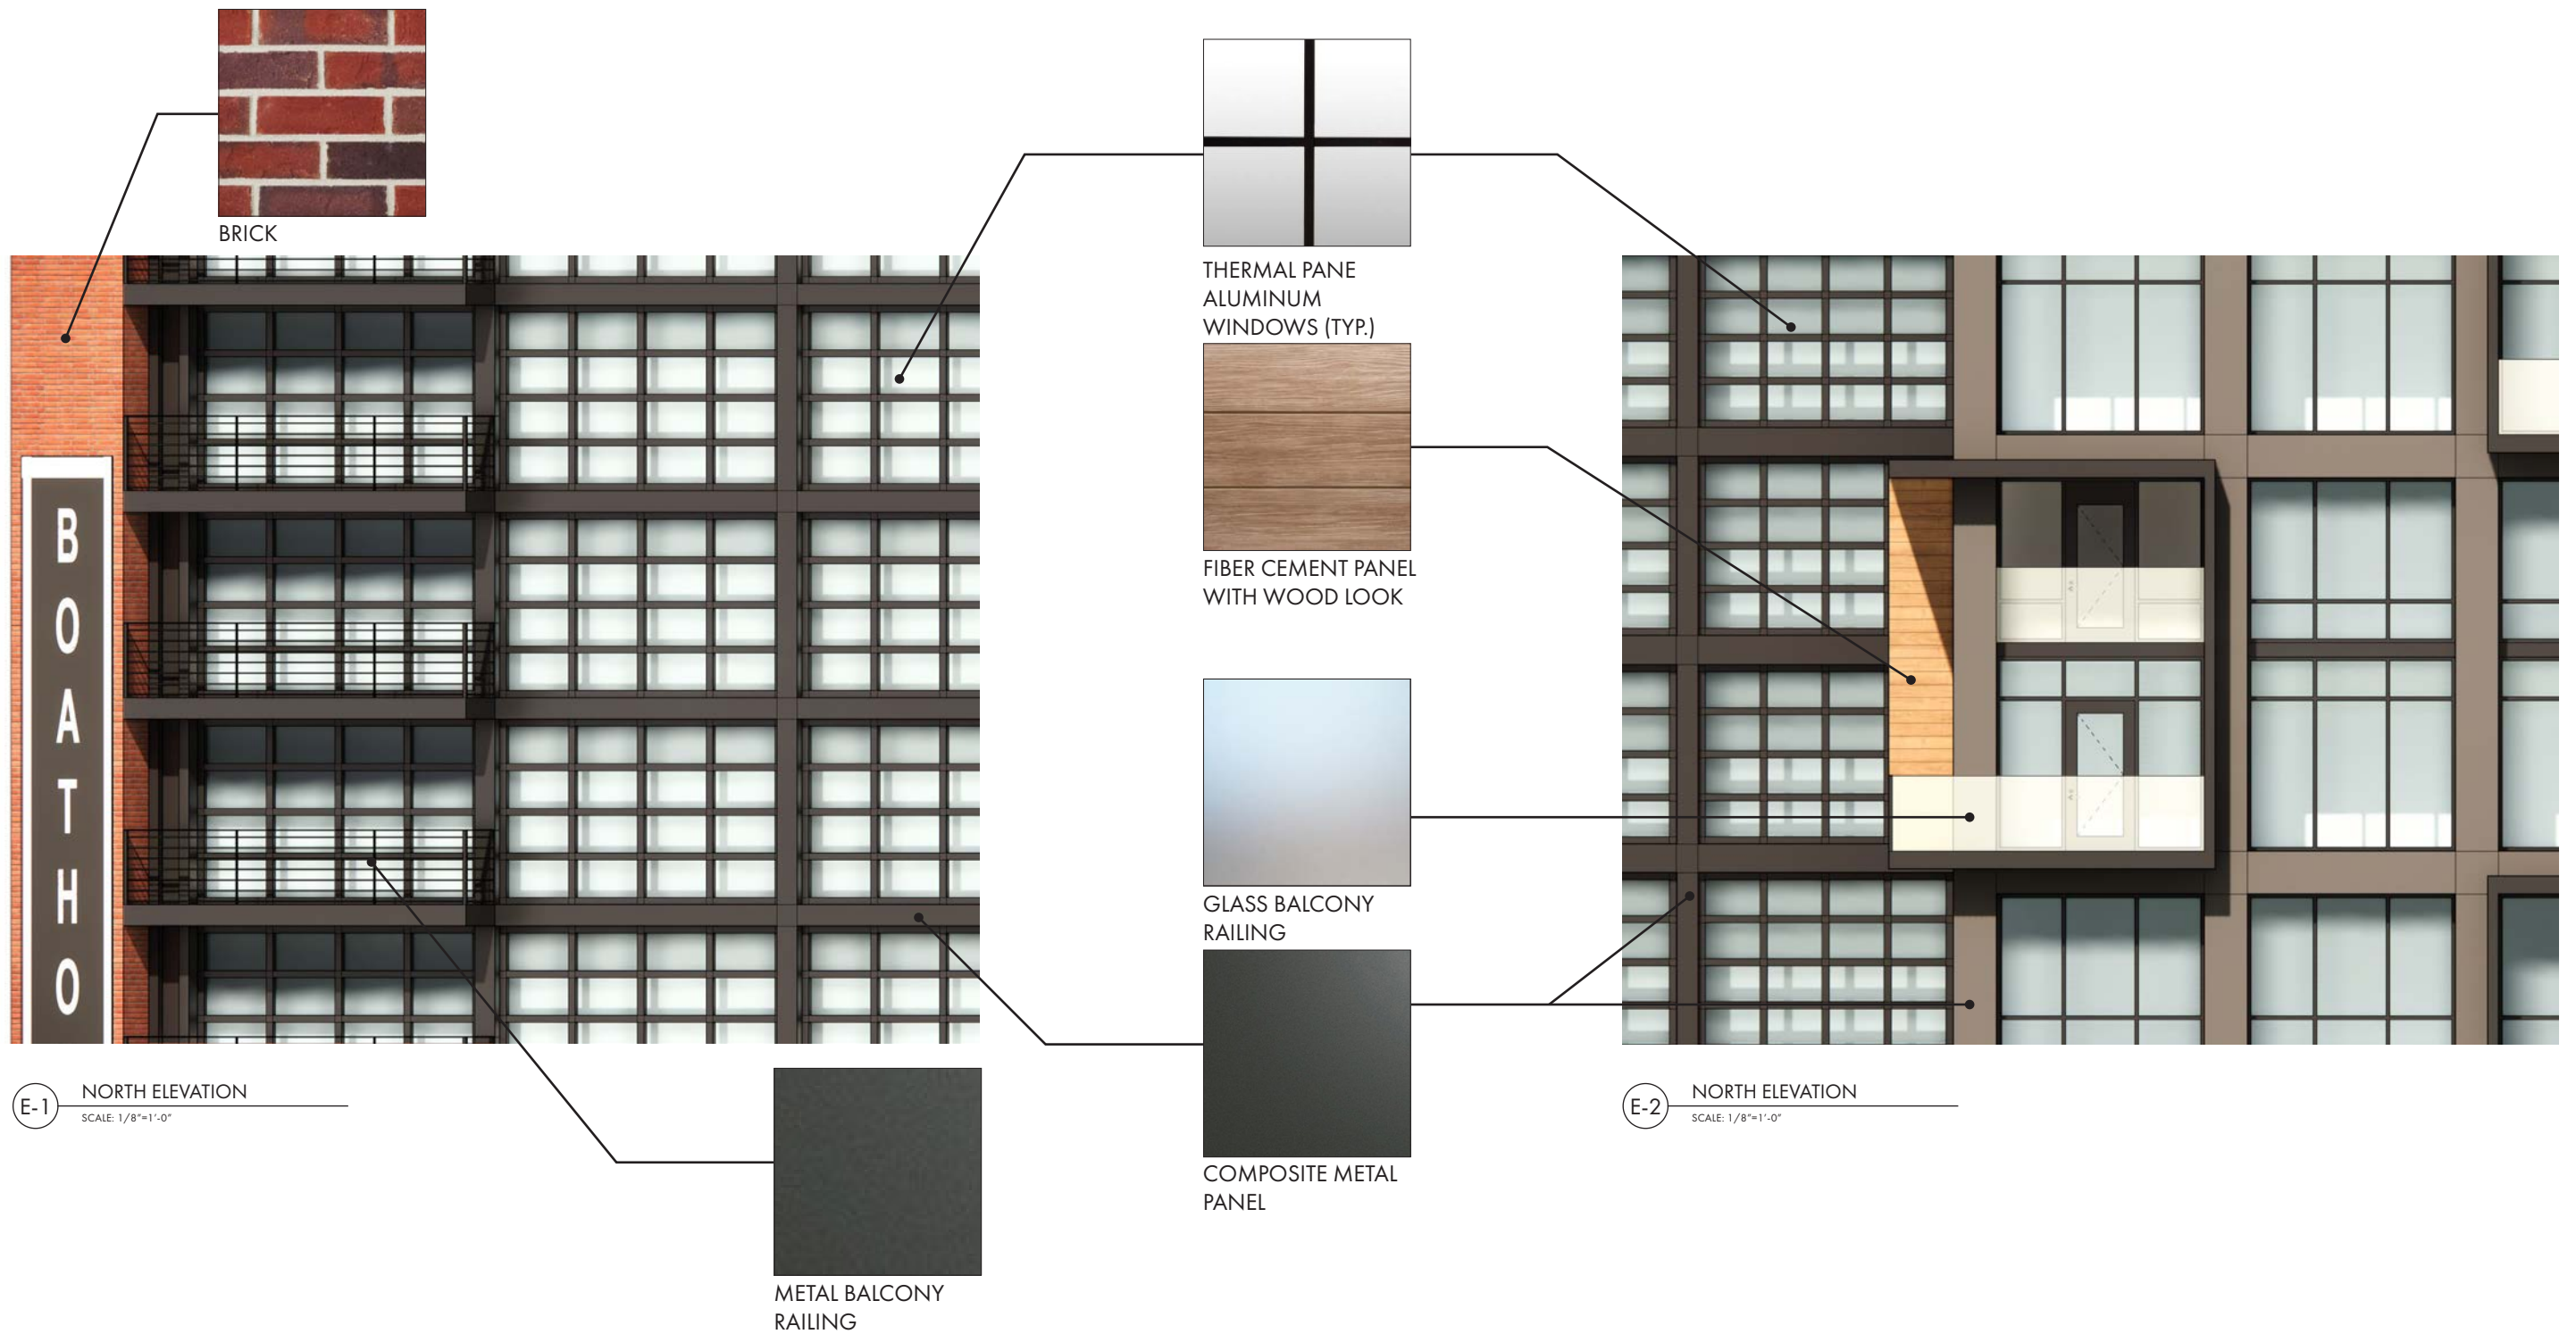 BRICK
THERMAL PANE
ALUMINUM
WINDOWS (TYP.)
FIBER CEMENT PANEL
WITH WOOD LOOK
GLASS BALCONY
RAILING
COMPOSITE METAL
PANEL
METAL BALCONY
RAILING
B
O
A
T
H
O
E-1
NORTH ELEVATION
SCALE: 1/8"=1'-0"
E-2
NORTH ELEVATION
SCALE: 1/8"=1'-0"